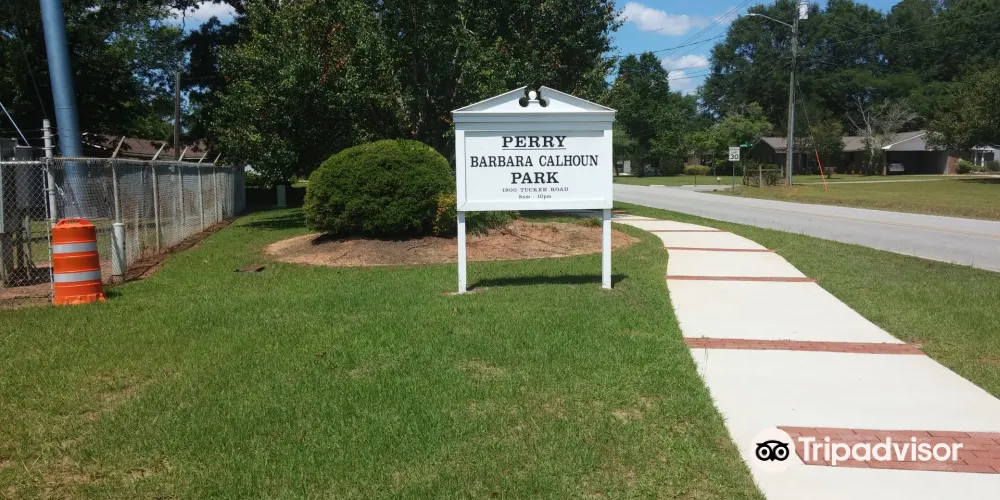 PERRY
BARBARA CALHOUN
PARK
1800 TUCKER ROAD
8am - 10pm
30
Tripadvisor